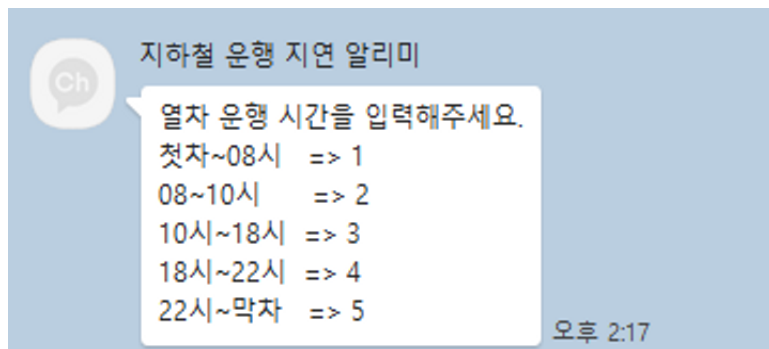 지하철 운행 지연 알리미
Ch
열차 운행 시간을 입력해주세요.
첫차~08시 => 1
08~10시 => 2
10시~18시 => 3
18시~22시 => 4
22시~막차 => 5
오후 2:17